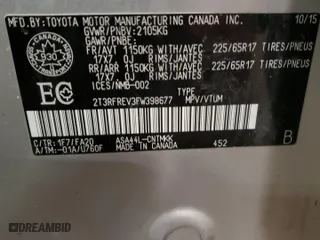 MFD.BY:TOYOTA MOTOR MANUFACTURING CANADA INC. 10/15
GVWR/PNBV: 2105KG
GAWR/PNBE:
FR/AVT 1150KG WITH/AVEC 225/65R17 TIRES/PNEUS
17X7 0J RIMS/JANTES
RR/ARR 1150KG WITH/AVEC 225/65R17 TIRES/PNEUS
17X7 0J RIMS/JANTES
ICES/NMB-002
930
TYPE
2T3RFREV3FW398677 MPV/VTUM
TYPE
C/TR: 1F7/FA20 ASA44L-CNTMKK
A/TM:-01A/U760F MADE IN CANADA 452 B
DREAMBID